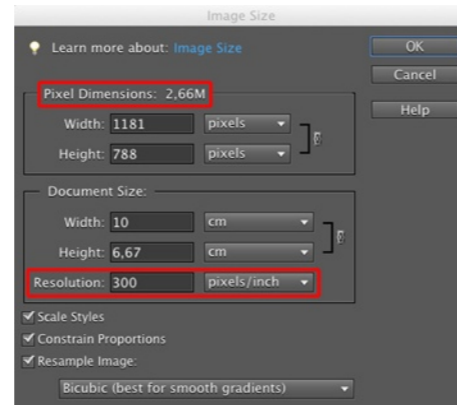 Image Size
Learn more about: Image Size
OK
Cancel
Help
Pixel Dimensions: 2,66M
Width: 1181 pixels
Height: 788 pixels
Document Size:
Width: 10 cm
Height: 6,67 cm
Resolution: 300 pixels/inch
Scale Styles
Constrain Proportions
Resample Image:
Bicubic (best for smooth gradients)